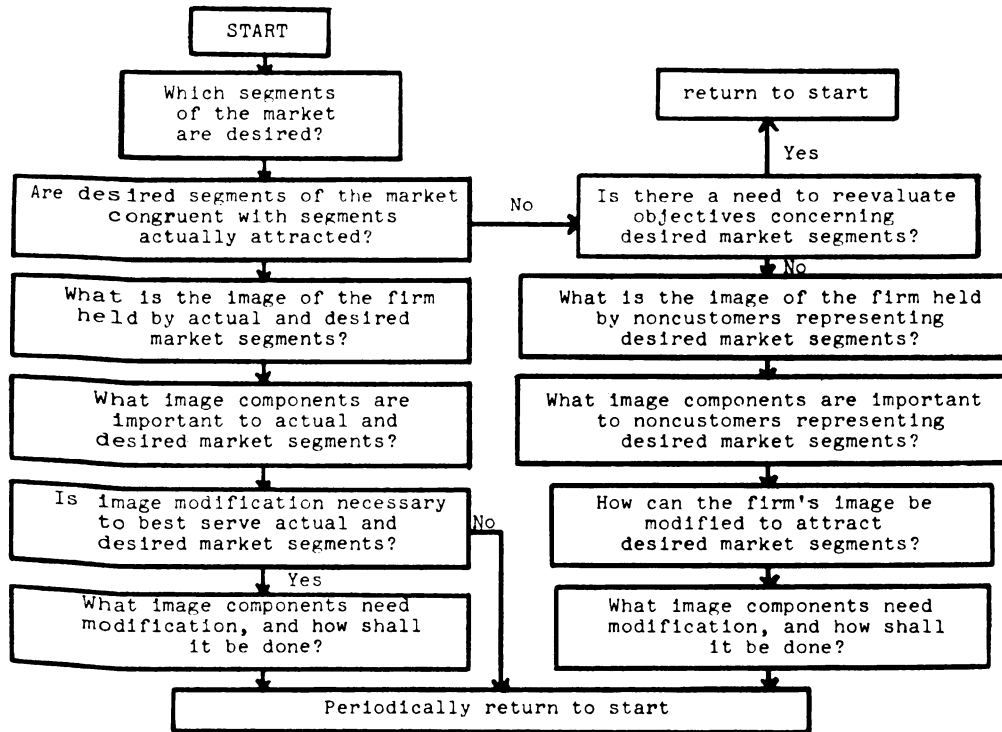 START
Which segments
of the market
are desired?
Are desired segments of the market
congruent with segments
actually attracted?
No
What is the image of the firm
held by actual and desired
market segments?
What image components are
important to actual and
desired market segments?
Is image modification necessary
to best serve actual and
desired market segments?
No
Yes
What image components need
modification, and how shall
it be done?
return to start
Yes
Is there a need to reevaluate
objectives concerning
desired market segments?
No
What is the image of the firm held
by noncustomers representing
desired market segments?
What image components are important
to noncustomers representing
desired market segments?
How can the firm's image be
modified to attract
desired market segments?
What image components need
modification, and how shall
it be done?
Periodically return to start